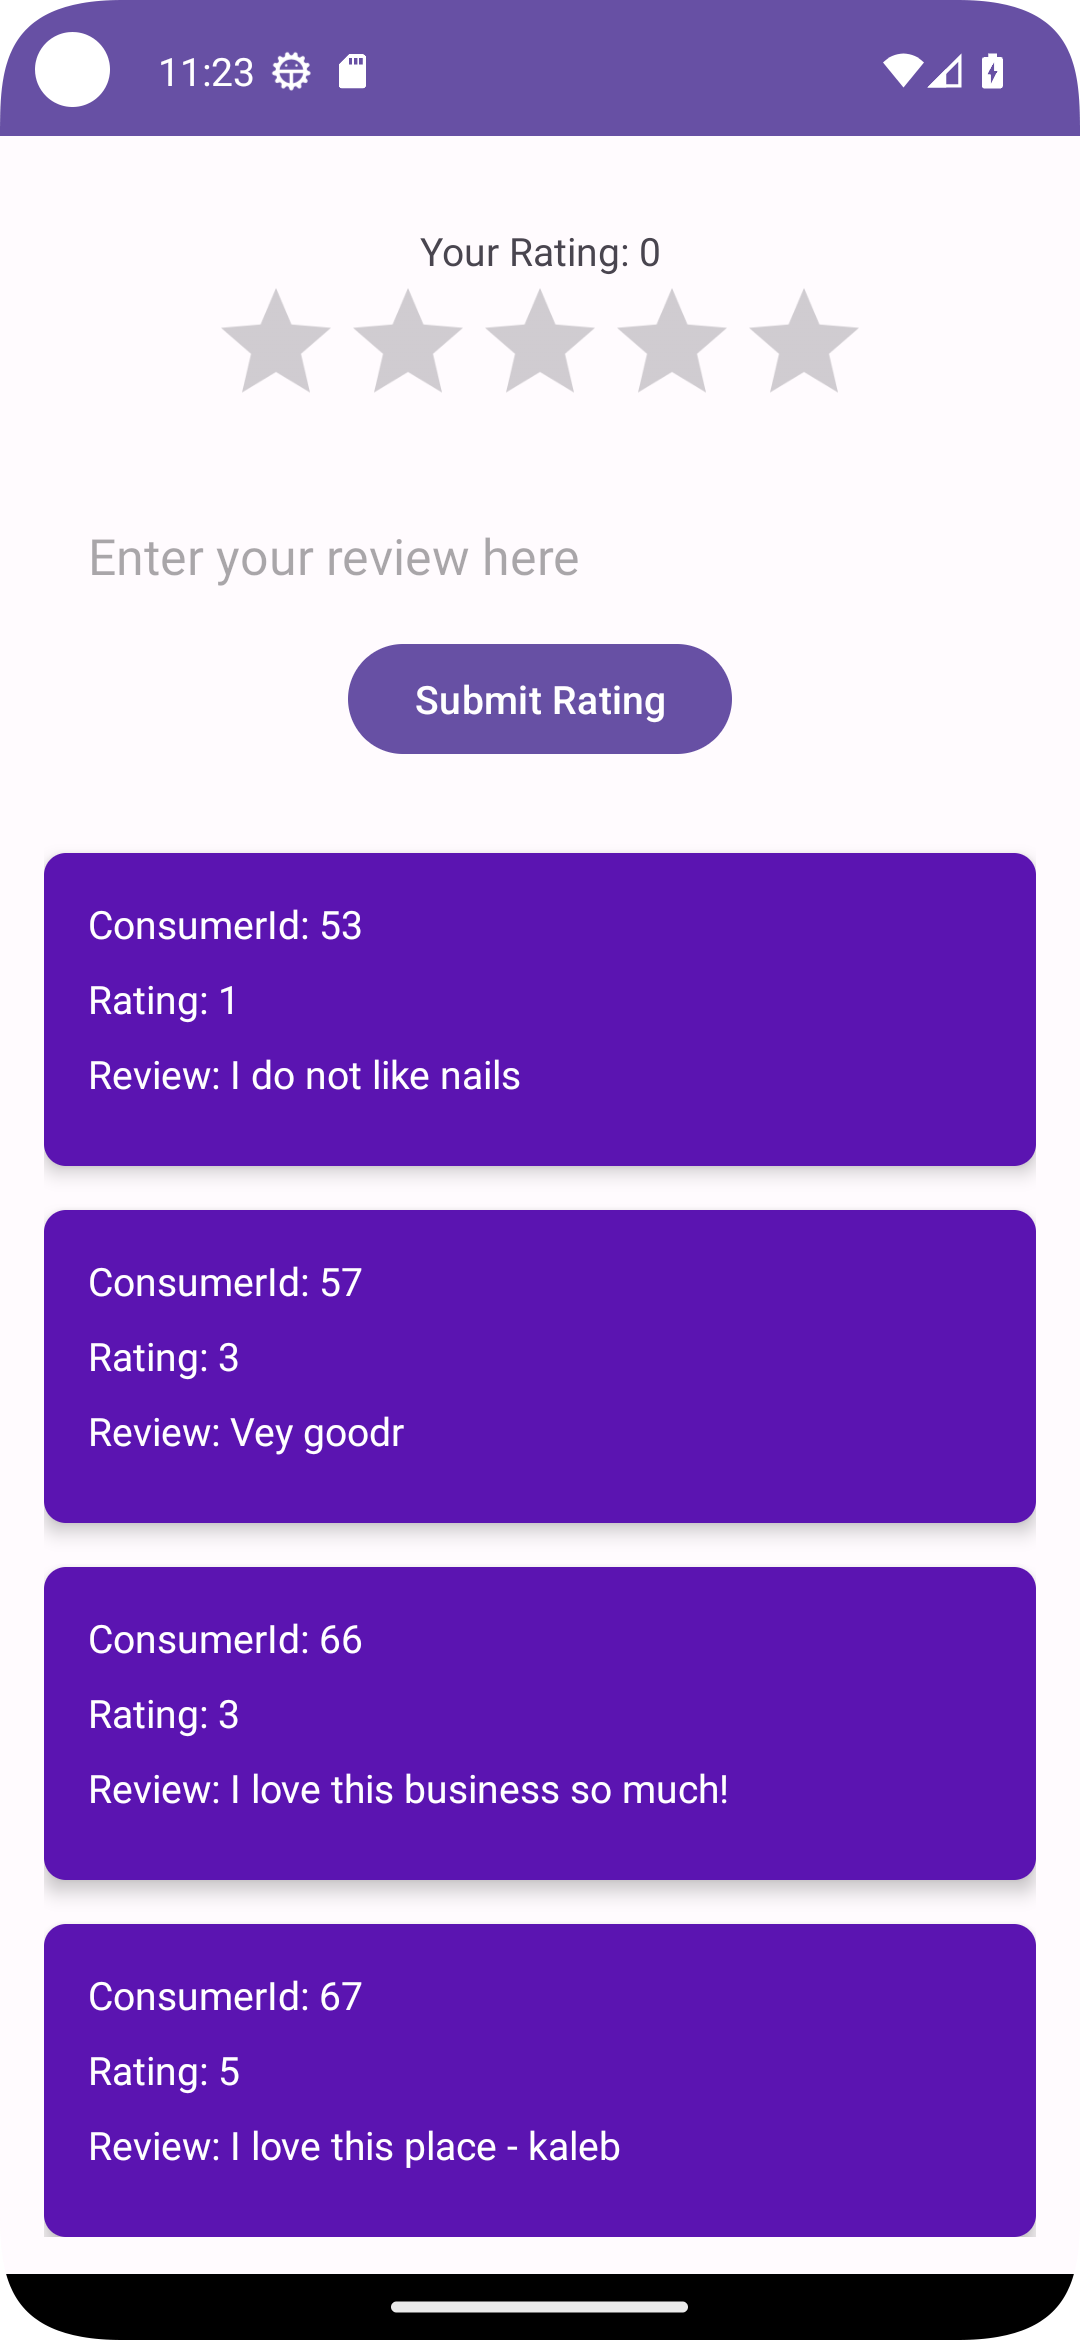 11:23
Your Rating: 0
Enter your review here
Submit Rating
ConsumerId: 53
Rating: 1
Review: I do not like nails
ConsumerId: 57
Rating: 3
Review: Vey goodr
ConsumerId: 66
Rating: 3
Review: I love this business so much!
ConsumerId: 67
Rating: 5
Review: I love this place - kaleb